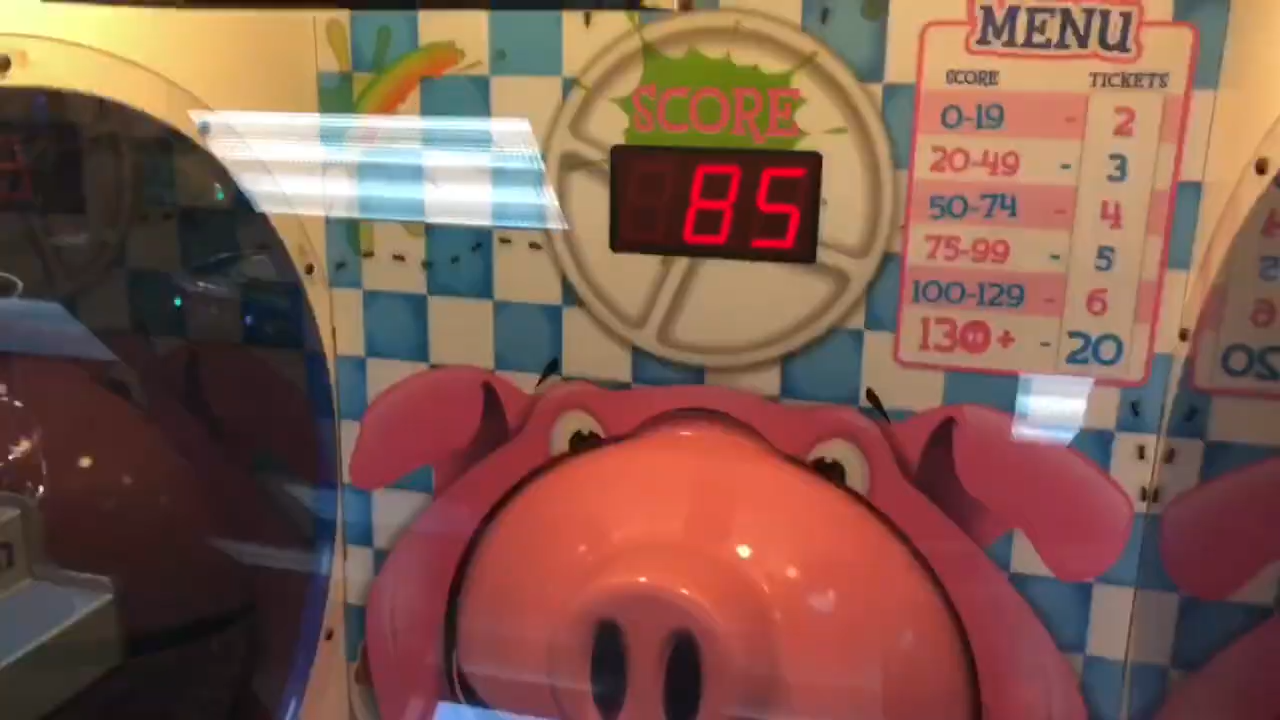 MENU
SCORE TICKETS
0-19 - 2
20-49 - 3
50-74 - 4
75-99 - 5
100-129 - 6
130+ - 20
SCORE
85